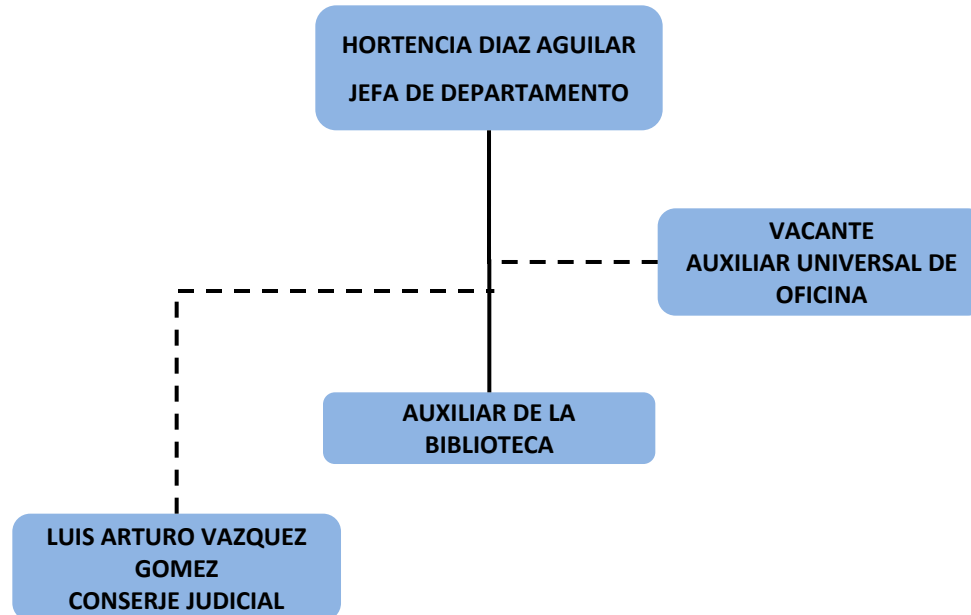 HORTENCIA DIAZ AGUILAR
JEFA DE DEPARTAMENTO
VACANTE
AUXILIAR UNIVERSAL DE
OFICINA
AUXILIAR DE LA
BIBLIOTECA
LUIS ARTURO VAZQUEZ
GOMEZ
CONSERJE JUDICIAL